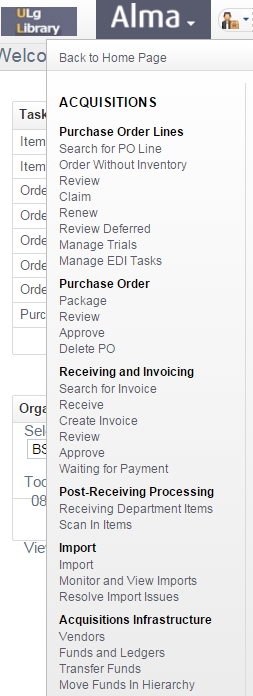 ULg
Library
Alma
Welco
Back to Home Page
ACQUISITIONS
Purchase Order Lines
Search for PO Line
Order Without Inventory
Review
Claim
Renew
Review Deferred
Manage Trials
Manage EDI Tasks
Purchase Order
Package
Review
Approve
Delete PO
Receiving and Invoicing
Search for Invoice
Receive
Create Invoice
Review
Approve
Waiting for Payment
Post-Receiving Processing
Receiving Department Items
Scan In Items
Import
Import
Monitor and View Imports
Resolve Import Issues
Acquisitions Infrastructure
Vendors
Funds and Ledgers
Transfer Funds
Move Funds In Hierarchy
Task
Item
Item
Orde
Orde
Orde
Orde
Orde
Purc
Orga
Sele
BS
Too
08
View